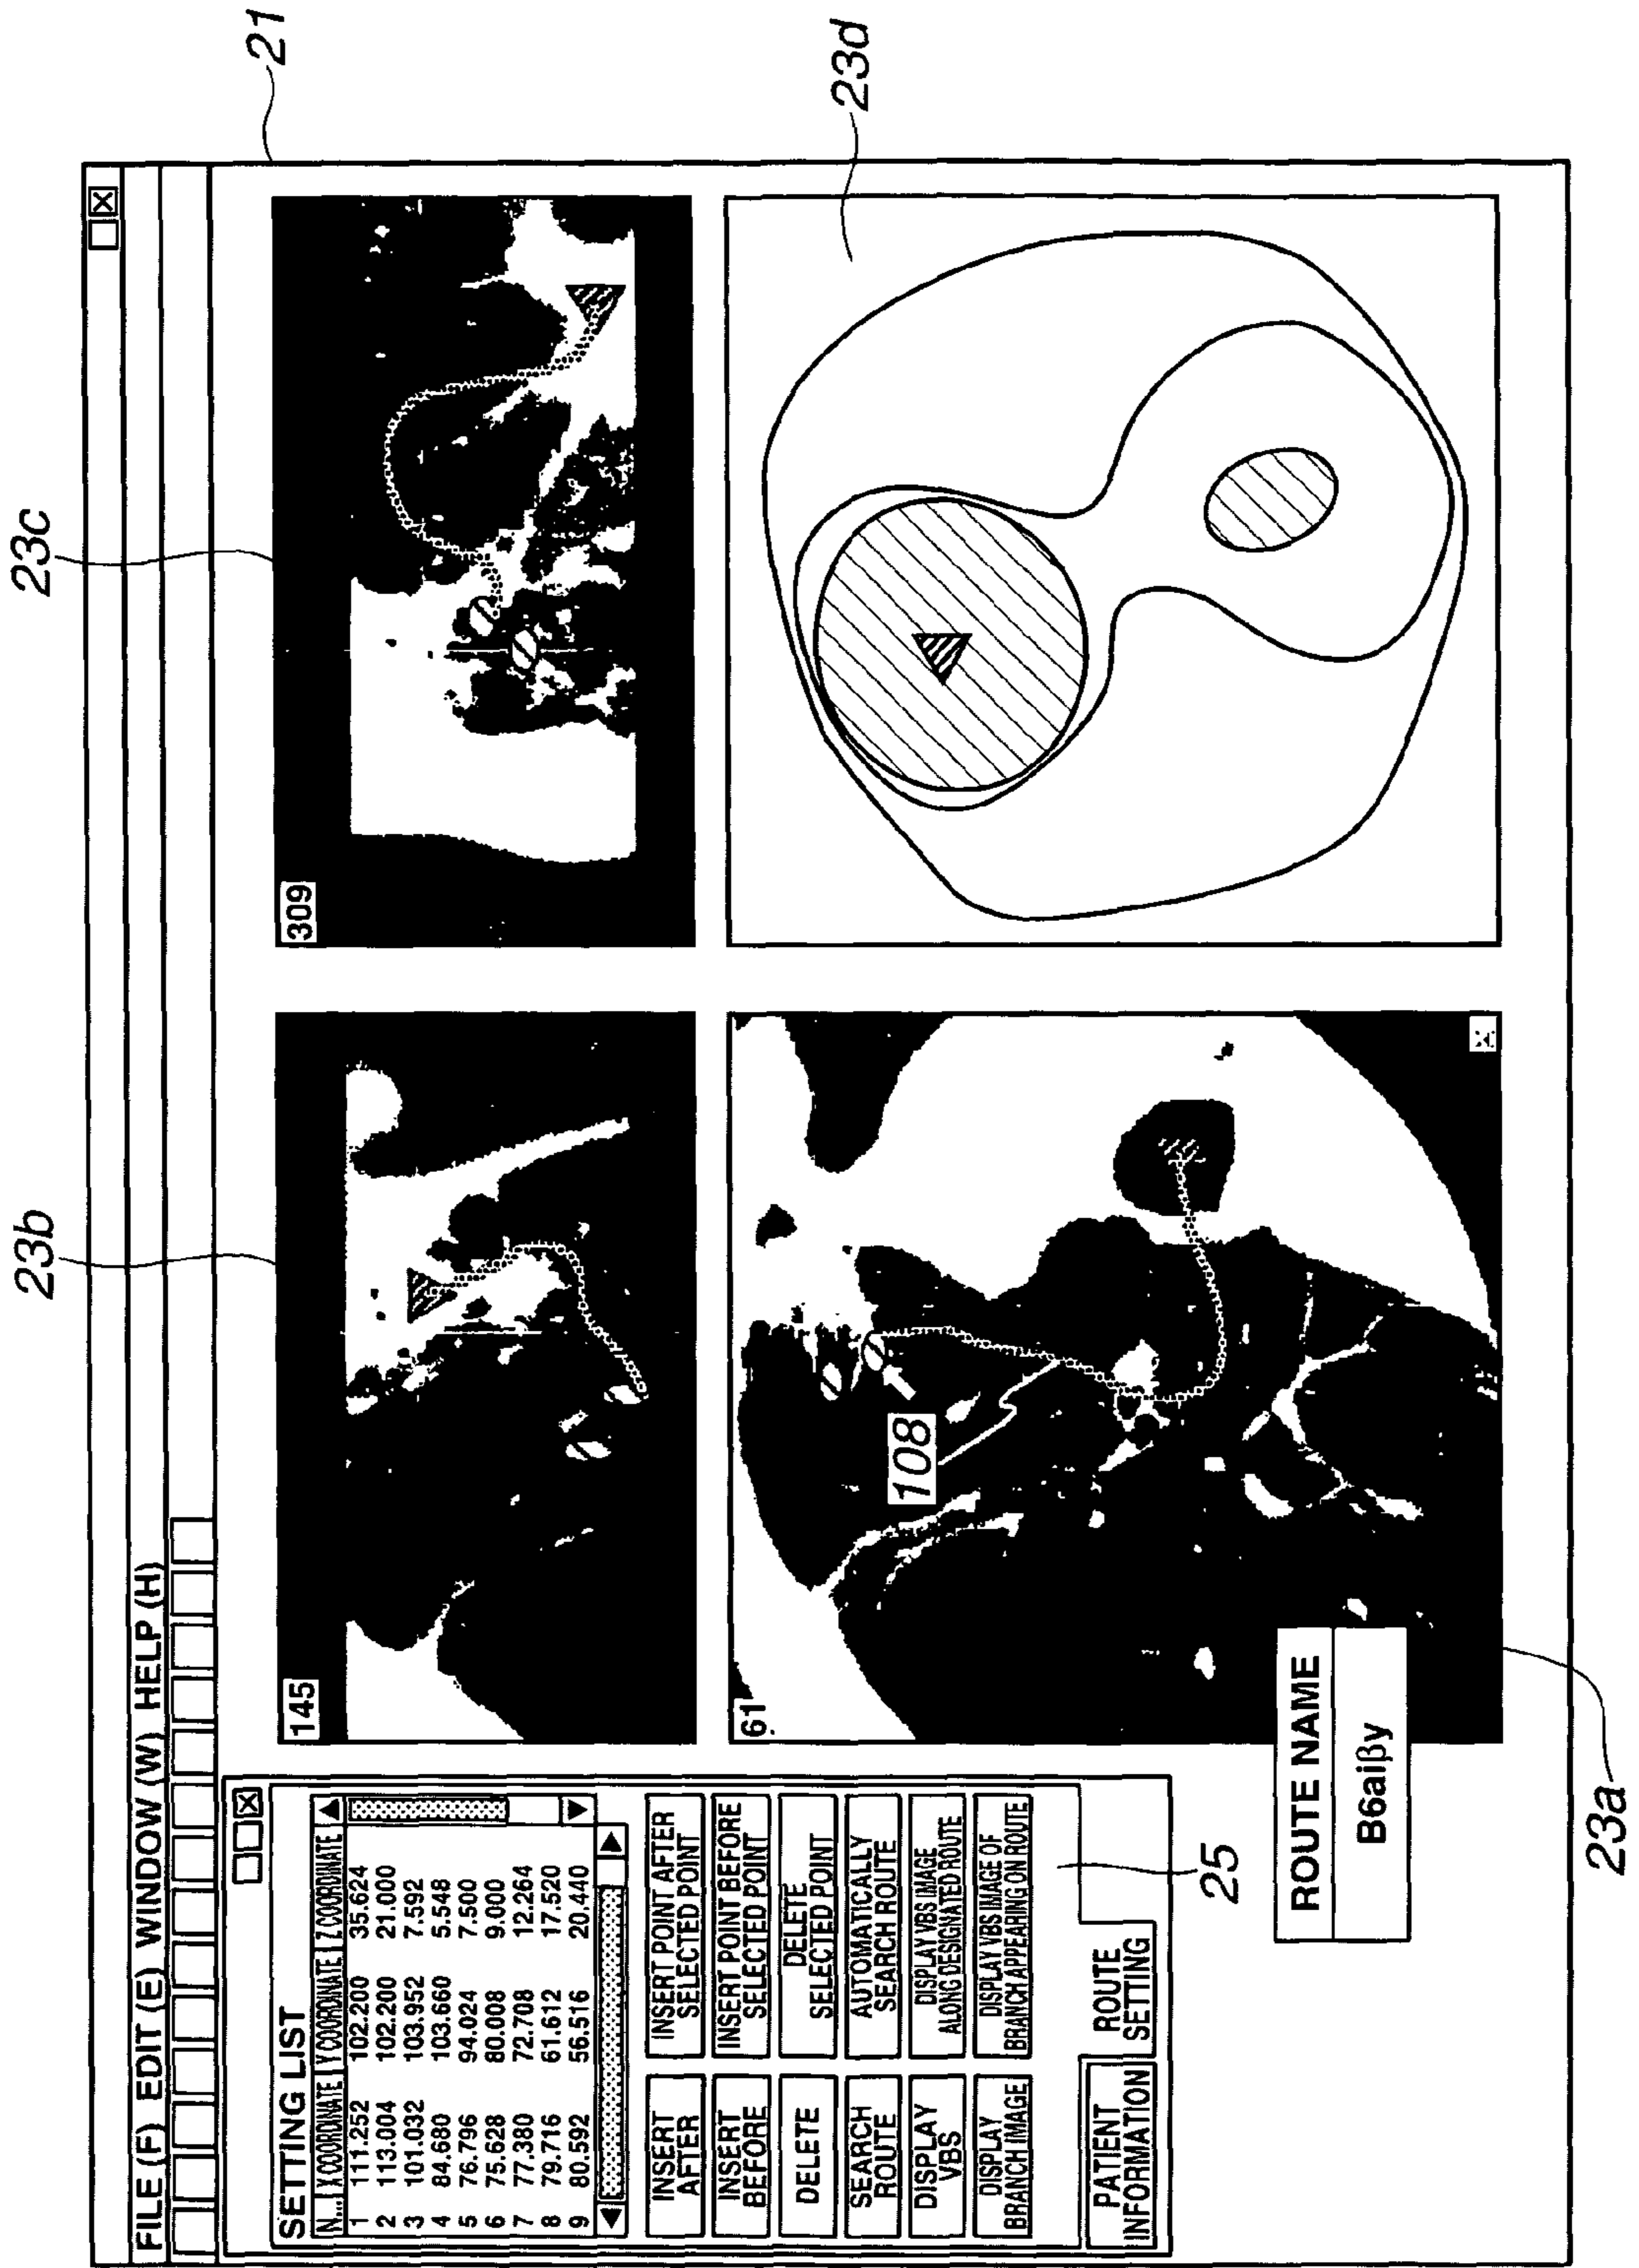 21
FILE (F) EDIT (E) WINDOW (W) HELP (H)
SETTING LIST
N... X COORDINATE Y COORDINATE Z COORDINATE
1 111.252 102.200 35.624
2 113.004 102.200 21.000
3 101.032 103.952 7.592
4 84.680 103.660 5.548
5 76.796 94.024 7.500
6 75.628 80.008 9.000
7 77.380 72.708 12.264
8 79.716 61.612 17.520
9 80.592 56.516 20.440
INSERT AFTER
INSERT POINT AFTER SELECTED POINT
INSERT BEFORE
INSERT POINT BEFORE SELECTED POINT
DELETE
DELETE SELECTED POINT
SEARCH ROUTE
AUTOMATICALLY SEARCH ROUTE
DISPLAY VBS
DISPLAY VBS IMAGE ALONG DESIGNATED ROUTE
DISPLAY BRANCH IMAGE
DISPLAY VBS IMAGE OF BRANCH APPEARING ON ROUTE
PATIENT INFORMATION
ROUTE SETTING
25
23b
145
23c
309
61
108
23a
23d
ROUTE NAME
B6aiβy